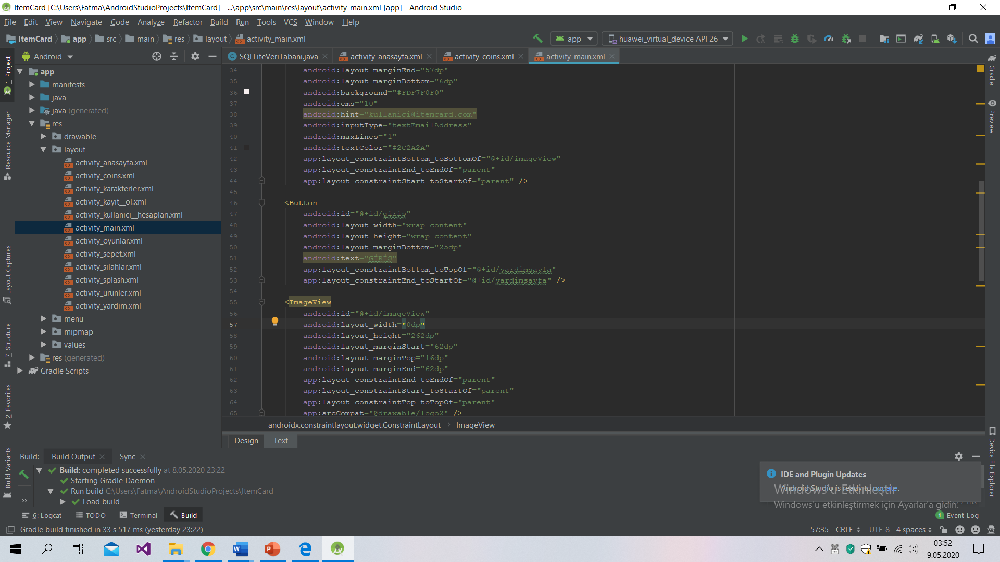 ItemCard [C:\Users\Fatma\AndroidStudioProjects\ItemCard] - ...\app\src\main\res\layout\activity_main.xml [app] - Android Studio
File Edit View Navigate Code Analyze Refactor Build Run Tools VCS Window Help
ItemCard app src main res layout activity_main.xml
app
huawei_virtual_device API 26
Android
SQLLiteVeriTabanı.java
activity_anasayfa.xml
activity_coins.xml
activity_main.xml
1: Project
Resource Manager
Layout Captures
7: Structure
2: Favorites
Build Variants
app
manifests
java
java (generated)
res
drawable
layout
activity_anasayfa.xml
activity_coins.xml
activity_karakterler.xml
activity_kayit__ol.xml
activity_kullanici__hesaplari.xml
activity_main.xml
activity_oyunlar.xml
activity_sepet.xml
activity_silahlar.xml
activity_splash.xml
activity_urunler.xml
activity_yardim.xml
menu
mipmap
values
res (generated)
Gradle Scripts
34 android:layout_marginEnd="57dp"
35 android:layout_marginBottom="6dp"
36 android:background="#FDF7F0F0"
37 android:ems="10"
38 android:hint="kullanici@itemcard.com"
39 android:inputType="textEmailAddress"
40 android:maxLines="1"
41 android:textColor="#2C2A2A"
42 app:layout_constraintBottom_toBottomOf="@+id/imageView"
43 app:layout_constraintEnd_toEndOf="parent"
44 app:layout_constraintStart_toStartOf="parent" />
45
46 <Button
47 android:id="@+id/giris"
48 android:layout_width="wrap_content"
49 android:layout_height="wrap_content"
50 android:layout_marginBottom="25dp"
51 android:text="GİRİŞ"
52 app:layout_constraintBottom_toTopOf="@+id/yardimsayfa"
53 app:layout_constraintEnd_toStartOf="@+id/yardimsayfa" />
54
55 <ImageView
56 android:id="@+id/imageView"
57 android:layout_width="0dp"
58 android:layout_height="262dp"
59 android:layout_marginStart="62dp"
60 android:layout_marginTop="16dp"
61 android:layout_marginEnd="62dp"
62 app:layout_constraintEnd_toEndOf="parent"
63 app:layout_constraintStart_toStartOf="parent"
64 app:layout_constraintTop_toTopOf="parent"
65 app:srcCompat="@drawable/logo2" />
androidx.constraintlayout.widget.ConstraintLayout ImageView
Design Text
Gradle
Preview
Device File Explorer
Build: Build Output Sync
Build: completed successfully at 8.05.2020 23:22
Starting Gradle Daemon
Run build C:\Users\Fatma\AndroidStudioProjects\ItemCard
Load build
IDE and Plugin Updates
Android Studio is ready to update.
Windows'u Etkinleştir
Windows'u etkinleştirmek için Ayarlar'a gidin.
ms
6: Logcat TODO Terminal Build
1 Event Log
Gradle build finished in 33 s 517 ms (yesterday 23:22)
57:35 CRLF UTF-8 4 spaces
03:52
9.05.2020